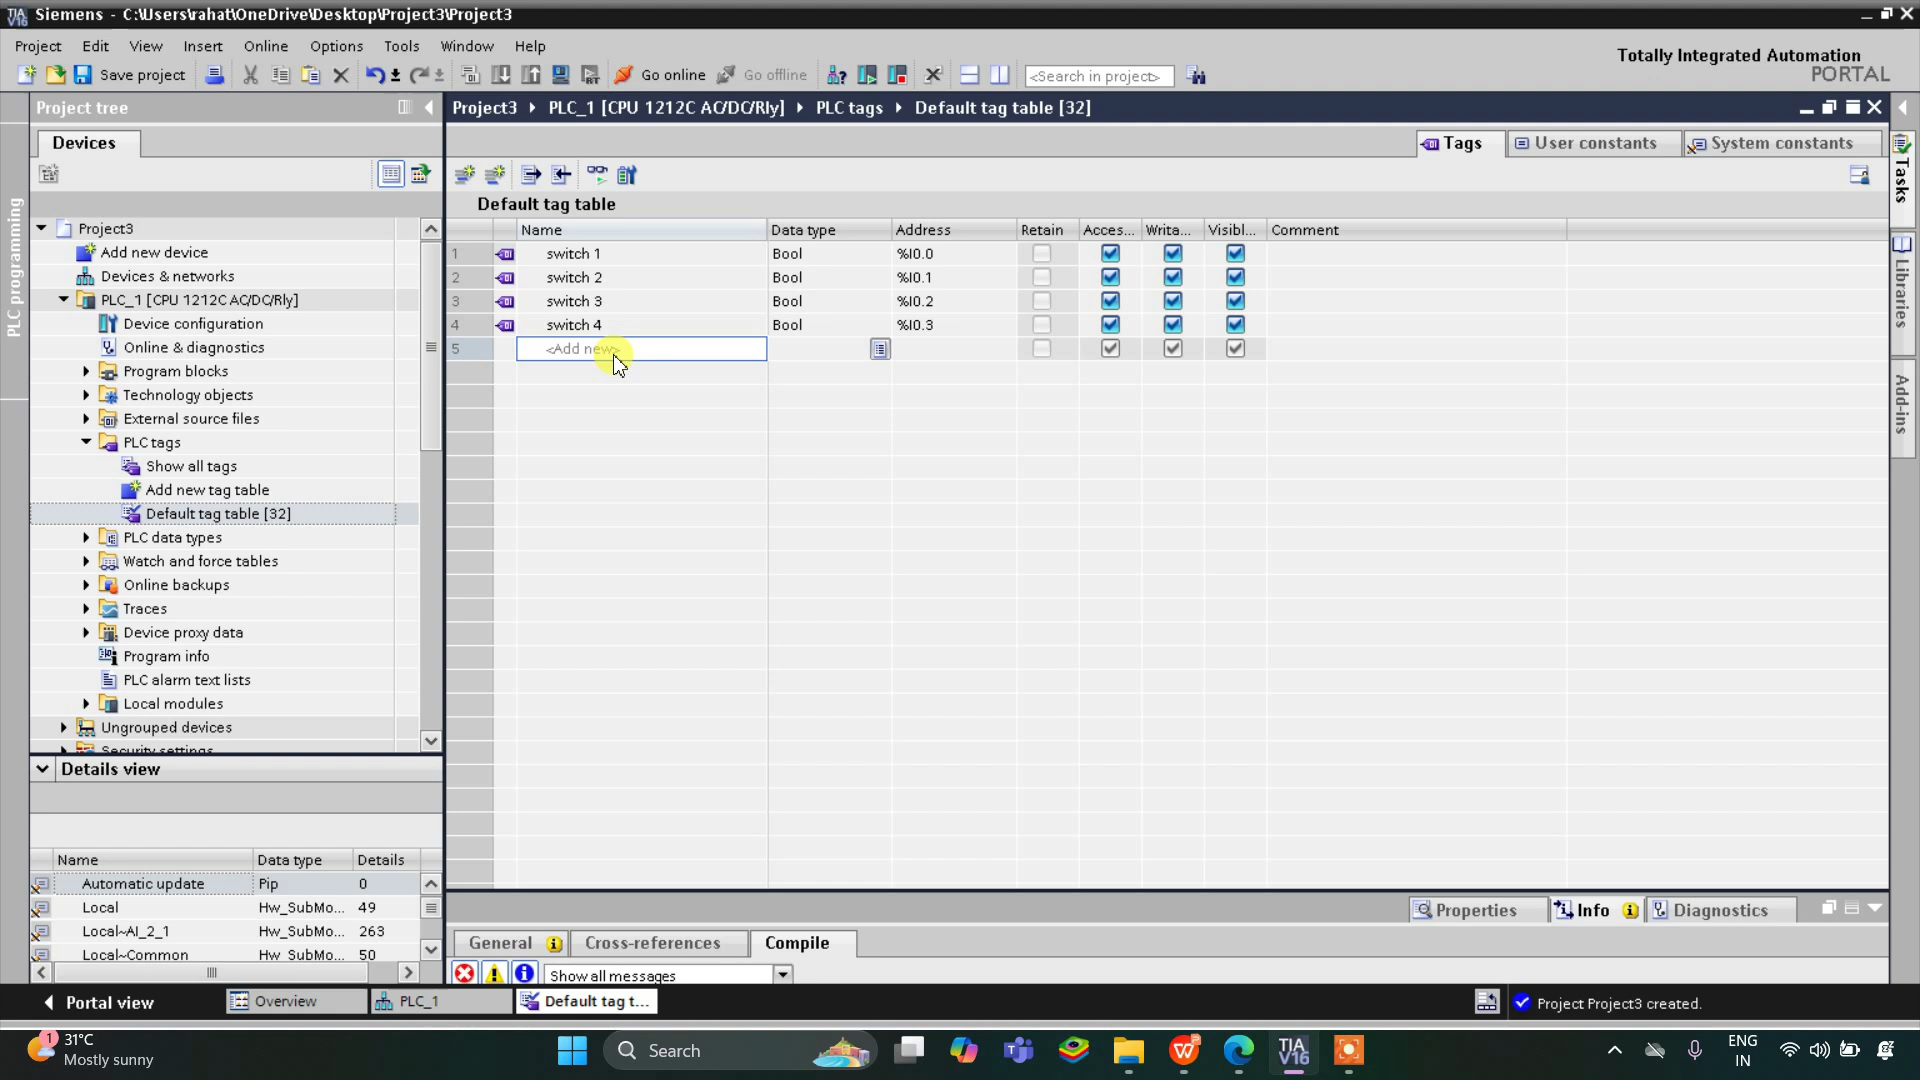 Siemens - C:\Users\rahat\OneDrive\Desktop\Project3\Project3
Project Edit View Insert Online Options Tools Window Help
Totally Integrated Automation
PORTAL
Save project Go online Go offline <Search in project>
Project tree
Project3 PLC_1 [CPU 1212C AC/DC/Rly] PLC tags Default tag table [32]
Devices
Tags User constants System constants
Default tag table
Name Data type Address Retain Acces... Writa... Visibl... Comment
1 switch 1 Bool %I0.0
2 switch 2 Bool %I0.1
3 switch 3 Bool %I0.2
4 switch 4 Bool %I0.3
5 <Add new>
Project3
Add new device
Devices & networks
PLC_1 [CPU 1212C AC/DC/Rly]
Device configuration
Online & diagnostics
Program blocks
Technology objects
External source files
PLC tags
Show all tags
Add new tag table
Default tag table [32]
PLC data types
Watch and force tables
Online backups
Traces
Device proxy data
Program info
PLC alarm text lists
Local modules
Ungrouped devices
Security settings
PLC programming
Tasks
Libraries
Add-ins
Details view
Name Data type Details
Automatic update Pip 0
Local Hw_SubMo... 49
Local~AI_2_1 Hw_SubMo... 263
Local~Common Hw_SubMo... 50
Properties Info Diagnostics
General Cross-references Compile
Show all messages
Portal view Overview PLC_1 Default tag t... Project Project3 created.
1 31°C
Mostly sunny
Search
TIA
V16
ENG
IN